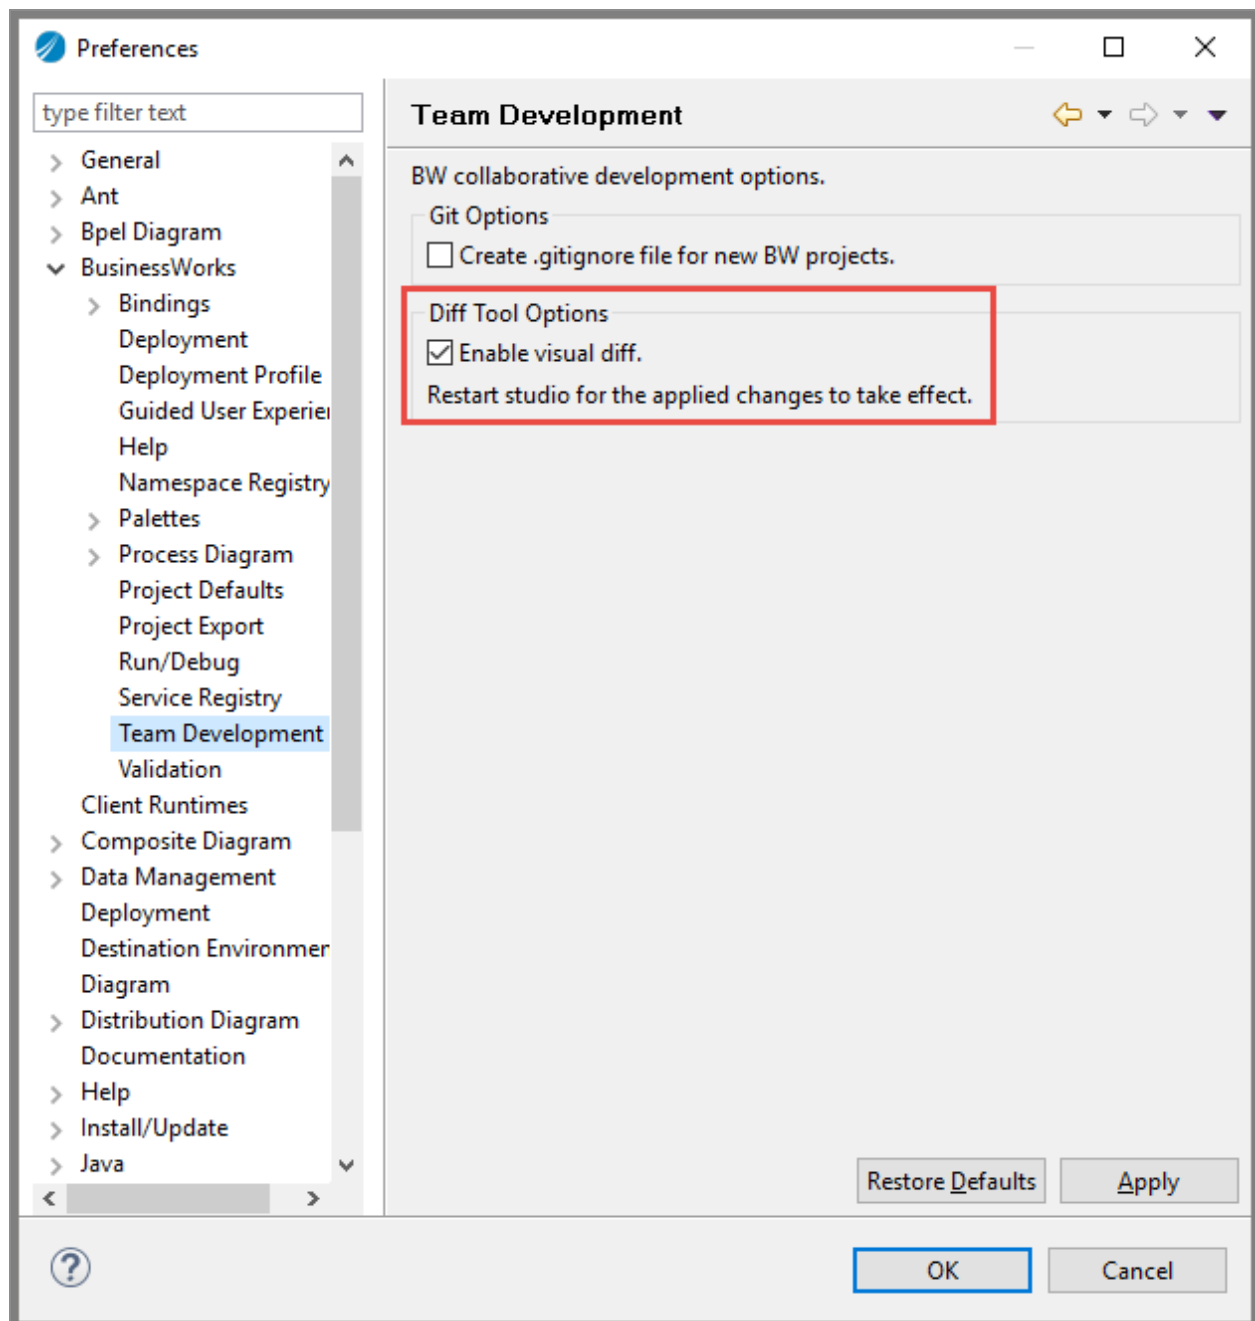 Preferences
type filter text
General
Ant
Bpel Diagram
BusinessWorks
Bindings
Deployment
Deployment Profile
Guided User Experier
Help
Namespace Registry
Palettes
Process Diagram
Project Defaults
Project Export
Run/Debug
Service Registry
Team Development
Validation
Client Runtimes
Composite Diagram
Data Management
Deployment
Destination Environmer
Diagram
Distribution Diagram
Documentation
Help
Install/Update
Java
Team Development
BW collaborative development options.
Git Options
Create .gitignore file for new BW projects.
Diff Tool Options
Enable visual diff.
Restart studio for the applied changes to take effect.
Restore Defaults
Apply
OK
Cancel